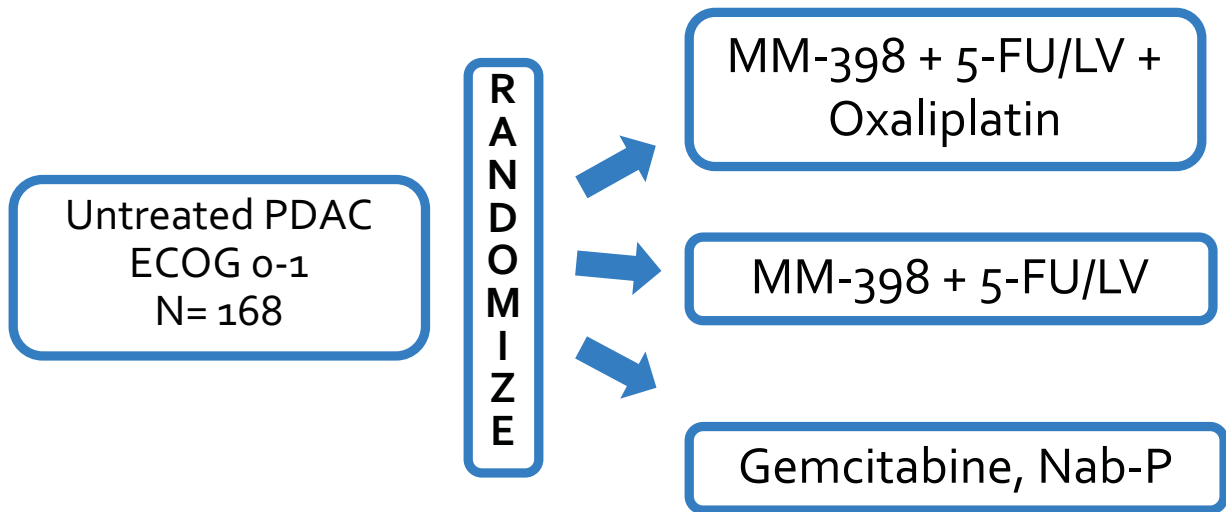 Untreated PDAC
ECOG 0-1
N= 168
RANDOMIZE
MM-398 + 5-FU/LV +
Oxaliplatin
MM-398 + 5-FU/LV
Gemcitabine, Nab-P